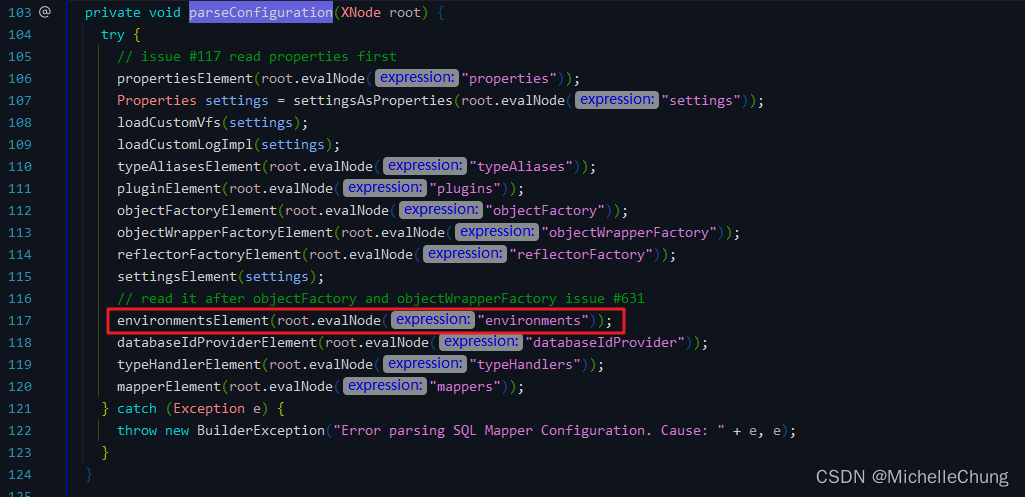 103 @ private void parseConfiguration(XNode root) {
104 try {
105 // issue #117 read properties first
106 propertiesElement(root.evalNode( expression: "properties"));
107 Properties settings = settingsAsProperties(root.evalNode( expression: "settings"));
108 loadCustomVfs(settings);
109 loadCustomLogImpl(settings);
110 typeAliasesElement(root.evalNode( expression: "typeAliases"));
111 pluginElement(root.evalNode( expression: "plugins"));
112 objectFactoryElement(root.evalNode( expression: "objectFactory"));
113 objectWrapperFactoryElement(root.evalNode( expression: "objectWrapperFactory"));
114 reflectorFactoryElement(root.evalNode( expression: "reflectorFactory"));
115 settingsElement(settings);
116 // read it after objectFactory and objectWrapperFactory issue #631
117 environmentsElement(root.evalNode( expression: "environments"));
118 databaseIdProviderElement(root.evalNode( expression: "databaseIdProvider"));
119 typeHandlerElement(root.evalNode( expression: "typeHandlers"));
120 mapperElement(root.evalNode( expression: "mappers"));
121 } catch (Exception e) {
122 throw new BuilderException("Error parsing SQL Mapper Configuration. Cause: " + e, e);
123 }
124 }
125
CSDN @MichelleChung